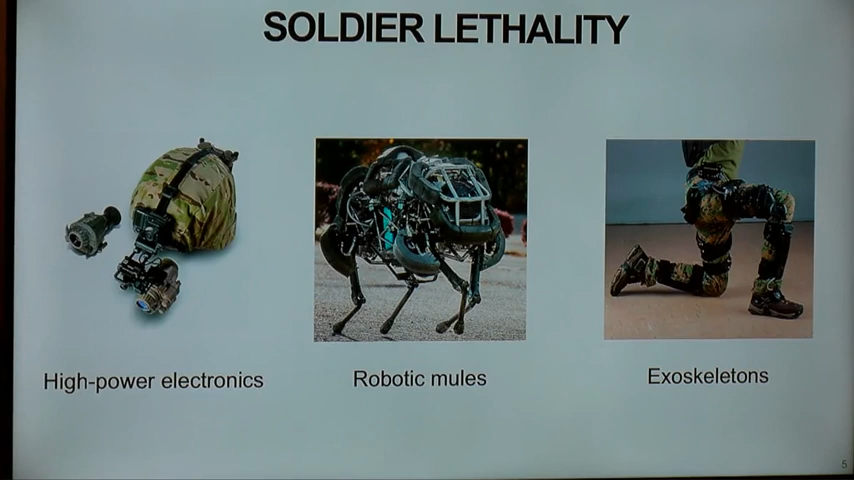 SOLDIER LETHALITY
High-power electronics
Robotic mules
Exoskeletons
5